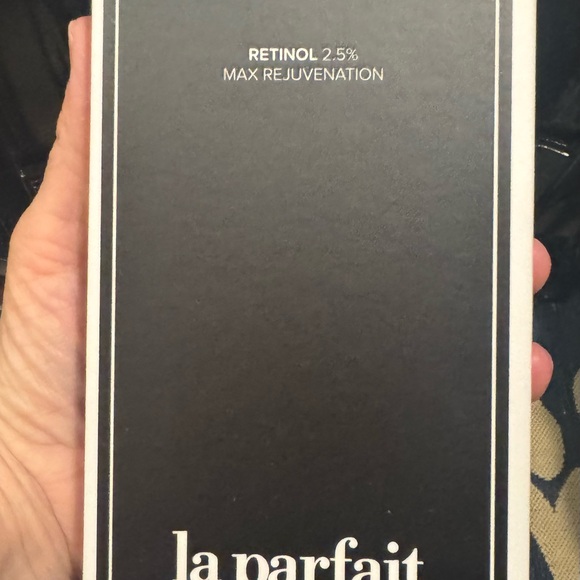 RETINOL 2.5%
MAX REJUVENATION
la parfait